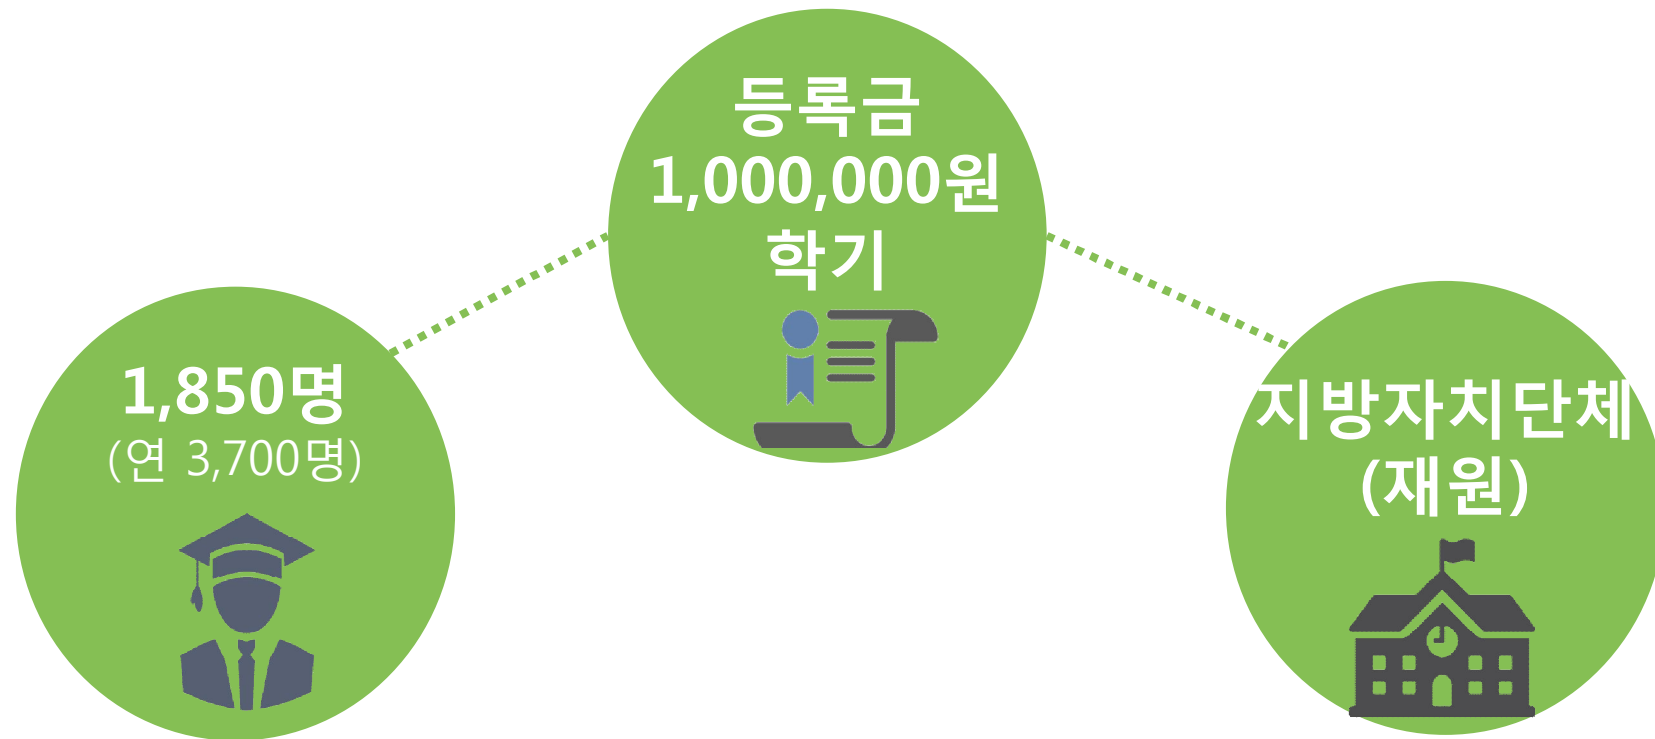 등록금
1,000,000원
학기
1,850명
(연 3,700명)
지방자치단체
(재원)